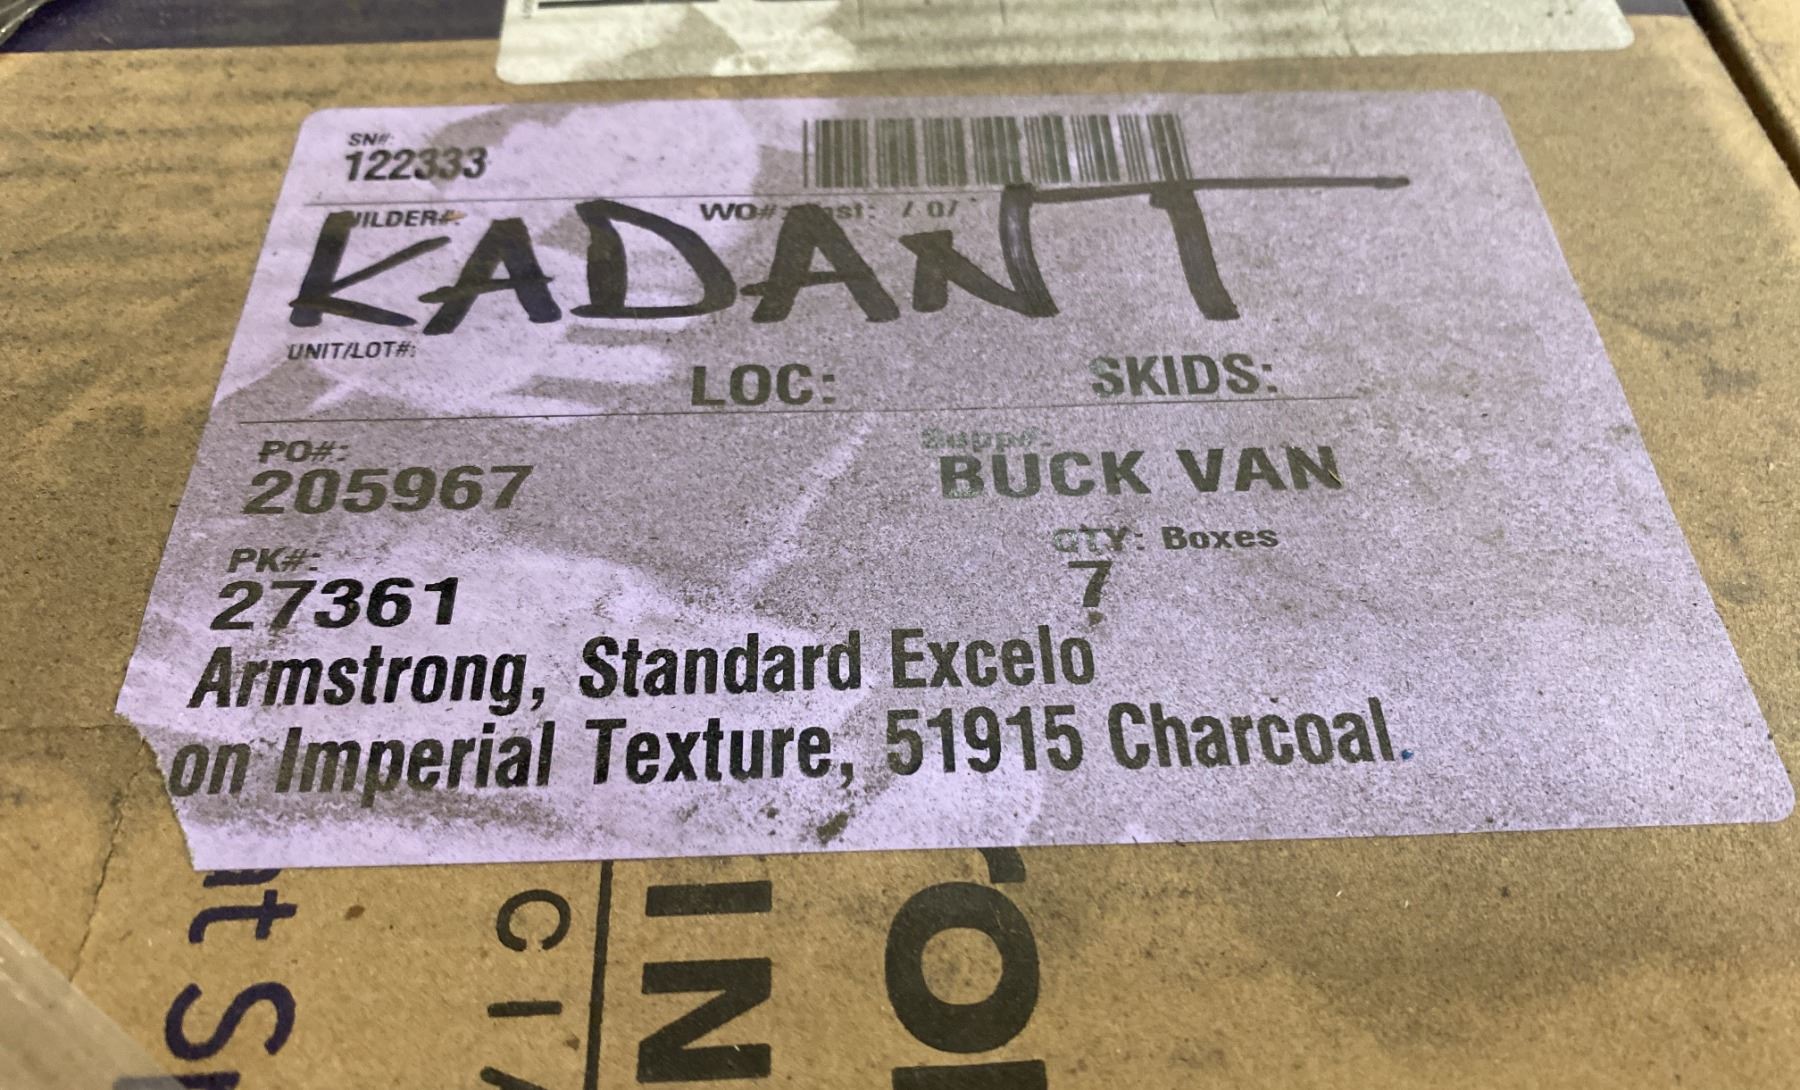 SN#:
122333
KADANT
WO#
UNIT/LOT#:
LOC: SKIDS:
PO#: Supp#:
205967 BUCK VAN
PK#: QTY: Boxes
27361 7
Armstrong, Standard Excelo
on Imperial Texture, 51915 Charcoal